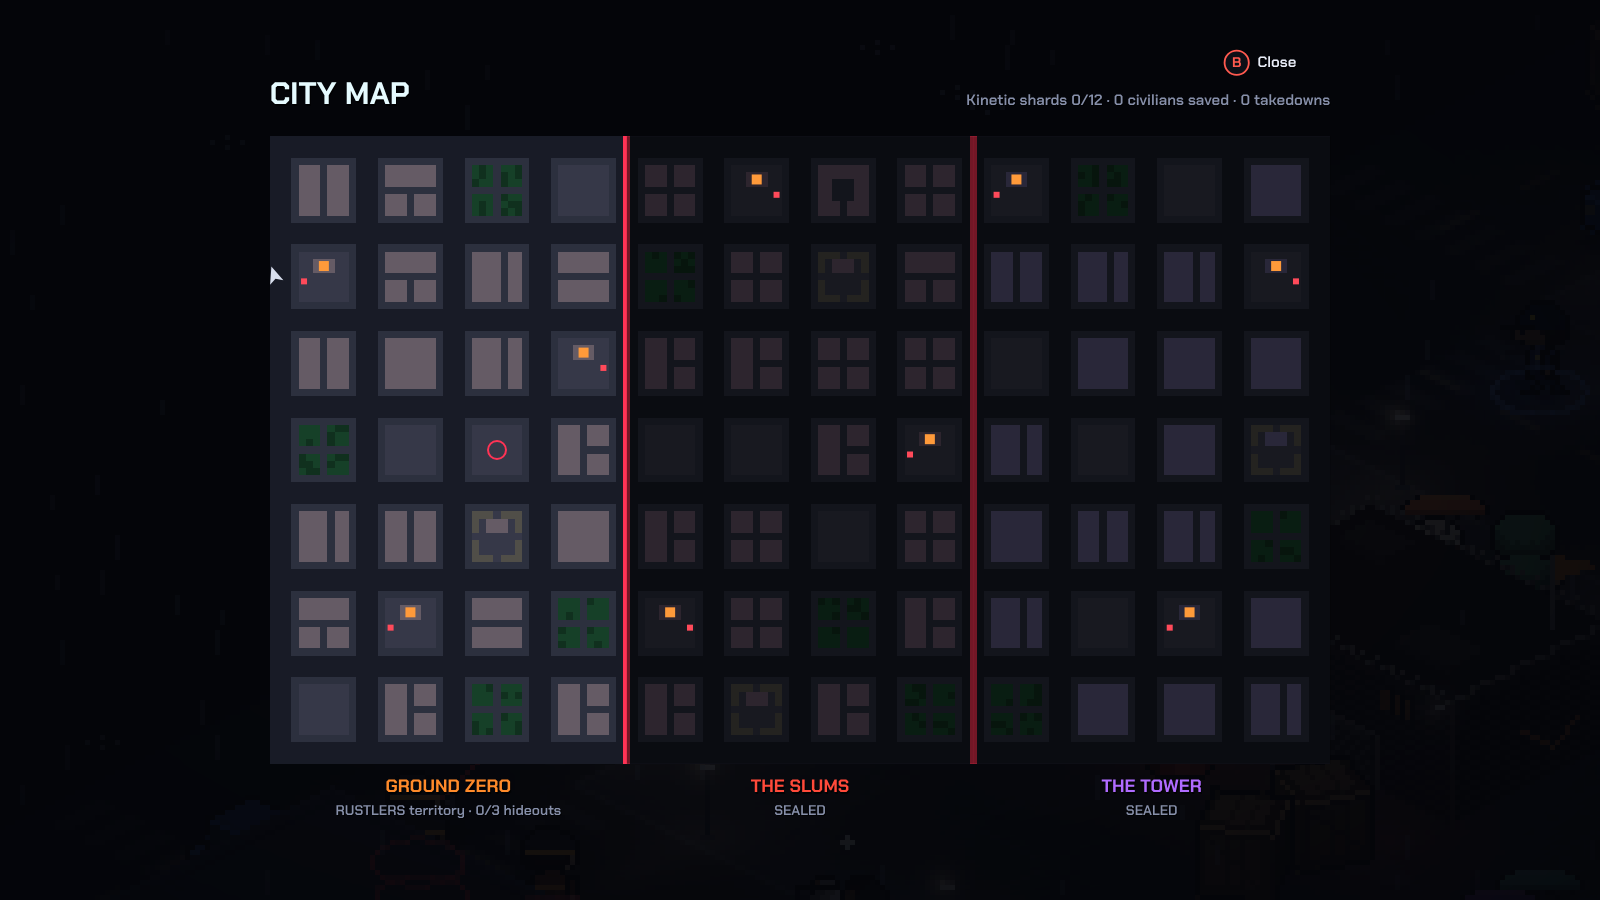 B Close
CITY MAP
Kinetic shards 0/12 · 0 civilians saved · 0 takedowns
GROUND ZERO
RUSTLERS territory · 0/3 hideouts
THE SLUMS
SEALED
THE TOWER
SEALED